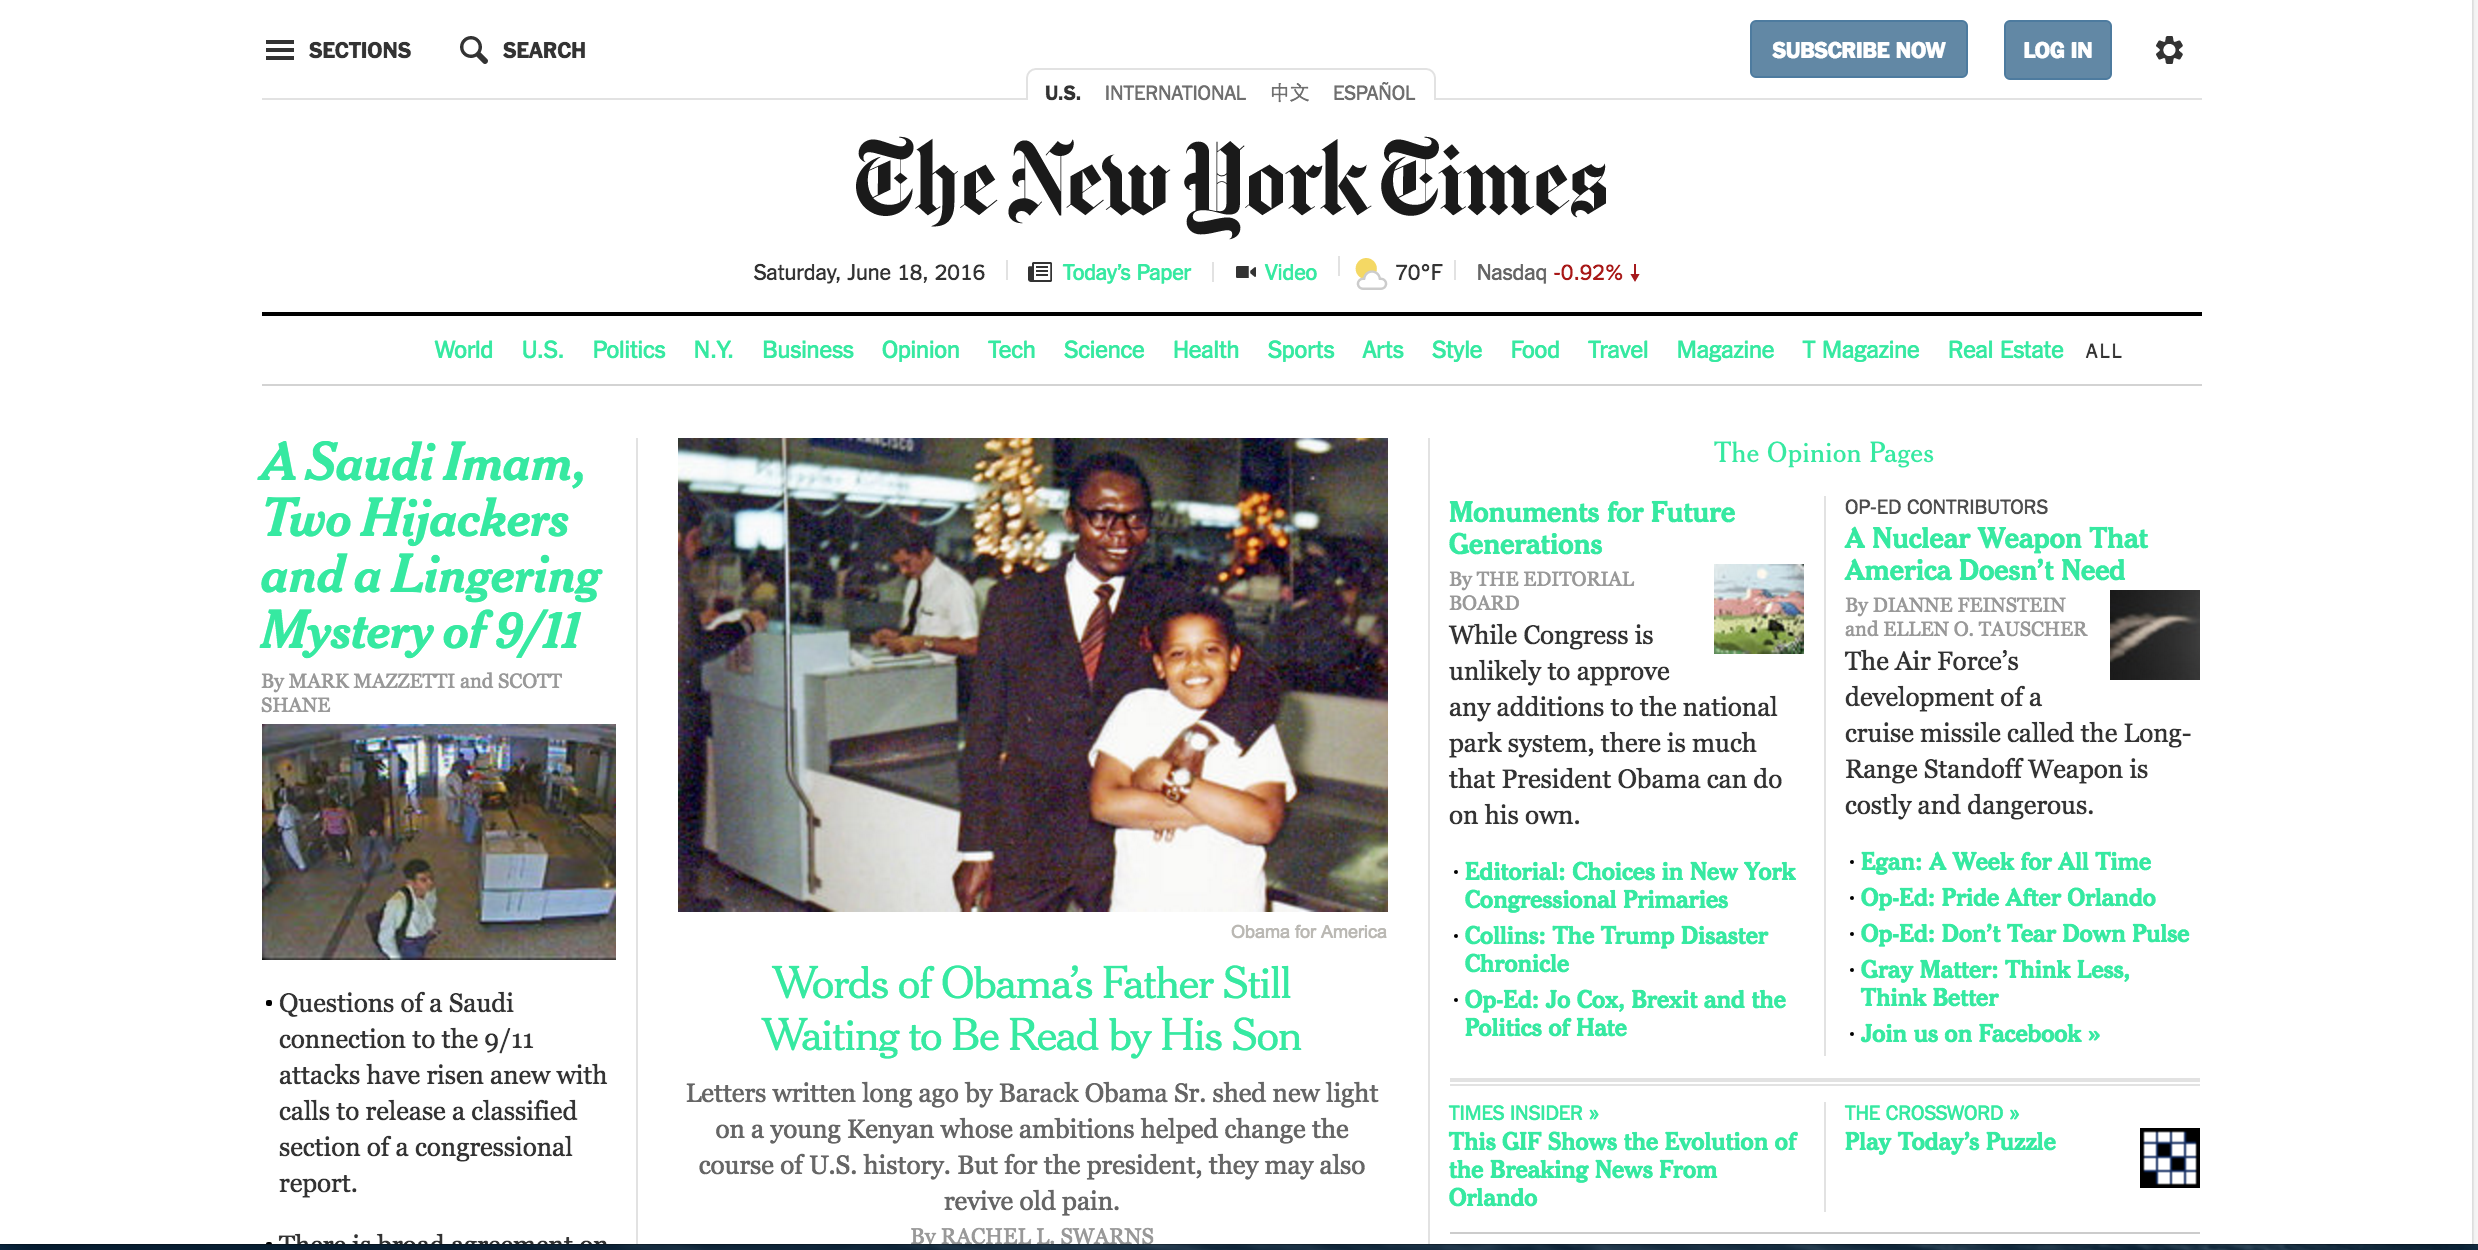 SECTIONS
SEARCH
SUBSCRIBE NOW
LOG IN
U.S. INTERNATIONAL 中文 ESPAÑOL
The New York Times
Saturday, June 18, 2016
Today's Paper
Video
70°F
Nasdaq -0.92%
World U.S. Politics N.Y. Business Opinion Tech Science Health Sports Arts Style Food Travel Magazine T Magazine Real Estate ALL
A Saudi Imam,
Two Hijackers
and a Lingering
Mystery of 9/11
By MARK MAZZETTI and SCOTT
SHANE
• Questions of a Saudi
connection to the 9/11
attacks have risen anew with
calls to release a classified
section of a congressional
report.
• There is broad agreement on
Obama for America
Words of Obama's Father Still
Waiting to Be Read by His Son
Letters written long ago by Barack Obama Sr. shed new light
on a young Kenyan whose ambitions helped change the
course of U.S. history. But for the president, they may also
revive old pain.
By RACHEL L. SWARNS
The Opinion Pages
Monuments for Future
Generations
By THE EDITORIAL
BOARD
While Congress is
unlikely to approve
any additions to the national
park system, there is much
that President Obama can do
on his own.
• Editorial: Choices in New York
Congressional Primaries
• Collins: The Trump Disaster
Chronicle
• Op-Ed: Jo Cox, Brexit and the
Politics of Hate
OP-ED CONTRIBUTORS
A Nuclear Weapon That
America Doesn't Need
By DIANNE FEINSTEIN
and ELLEN O. TAUSCHER
The Air Force's
development of a
cruise missile called the Long-
Range Standoff Weapon is
costly and dangerous.
• Egan: A Week for All Time
• Op-Ed: Pride After Orlando
• Op-Ed: Don't Tear Down Pulse
• Gray Matter: Think Less,
Think Better
• Join us on Facebook »
TIMES INSIDER »
This GIF Shows the Evolution of
the Breaking News From
Orlando
THE CROSSWORD »
Play Today's Puzzle